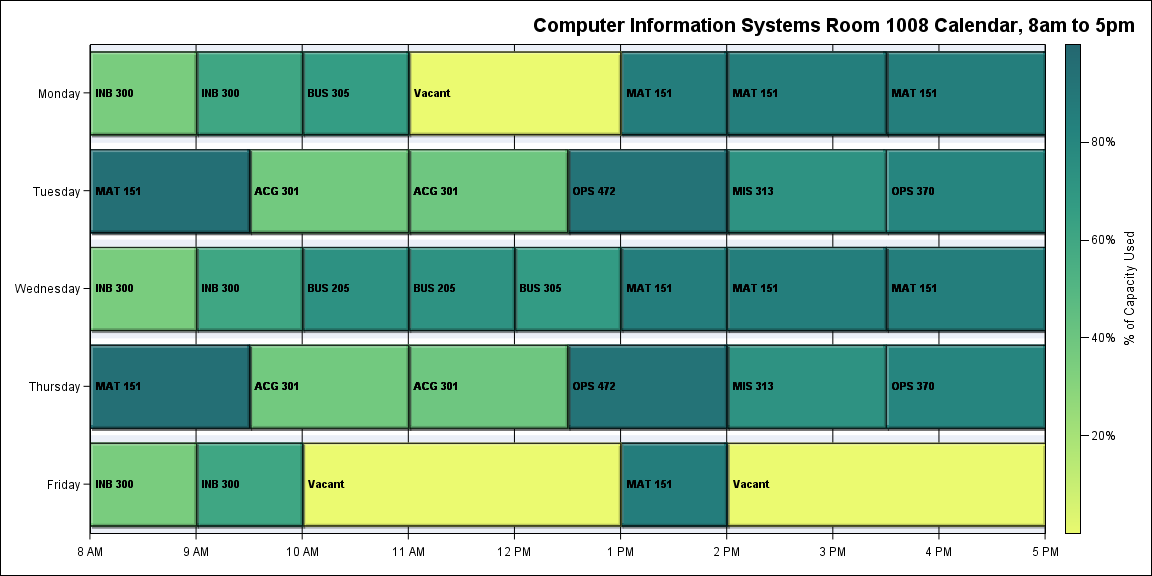 Computer Information Systems Room 1008 Calendar, 8am to 5pm
Monday
INB 300
INB 300
BUS 305
Vacant
MAT 151
MAT 151
MAT 151
Tuesday
MAT 151
ACG 301
ACG 301
OPS 472
MIS 313
OPS 370
Wednesday
INB 300
INB 300
BUS 205
BUS 205
BUS 305
MAT 151
MAT 151
MAT 151
Thursday
MAT 151
ACG 301
ACG 301
OPS 472
MIS 313
OPS 370
Friday
INB 300
INB 300
Vacant
MAT 151
Vacant
8 AM
9 AM
10 AM
11 AM
12 PM
1 PM
2 PM
3 PM
4 PM
5 PM
80%
60%
40%
20%
% of Capacity Used